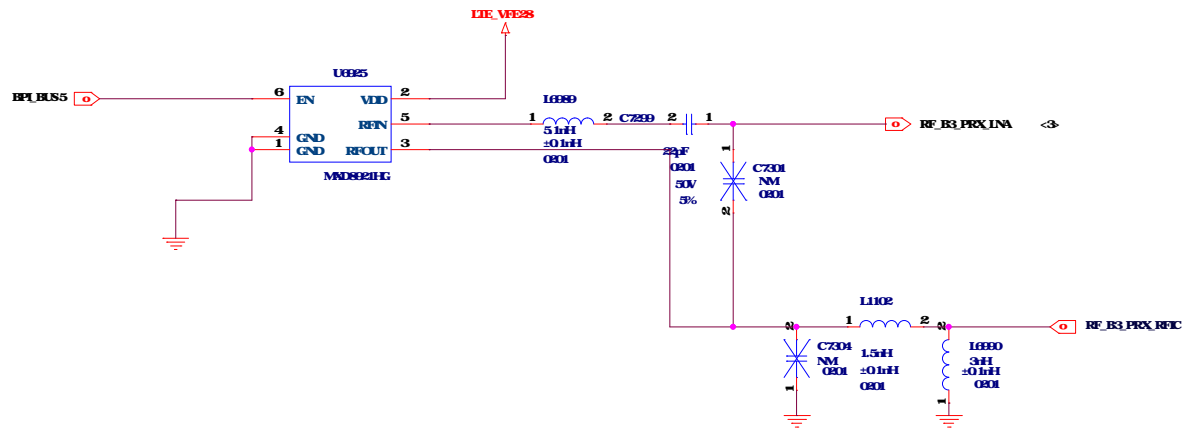 LTE_VFE28
U6925
BPI_BUS5
6
EN
VDD
2
RFIN
5
4
GND
1
GND
RFOUT
3
MXD8921HG
L6989
1
2
5.1nH
±0.1nH
0201
C7299
2
1
22pF
0201
50V
5%
RF_B3_PRX_LNA <3>
1
C7301
NM
0201
2
2
C7304
NM
0201
1
L1102
1
2
1.5nH
±0.1nH
0201
2
L6990
3nH
±0.1nH
0201
1
RF_B3_PRX_RFIC